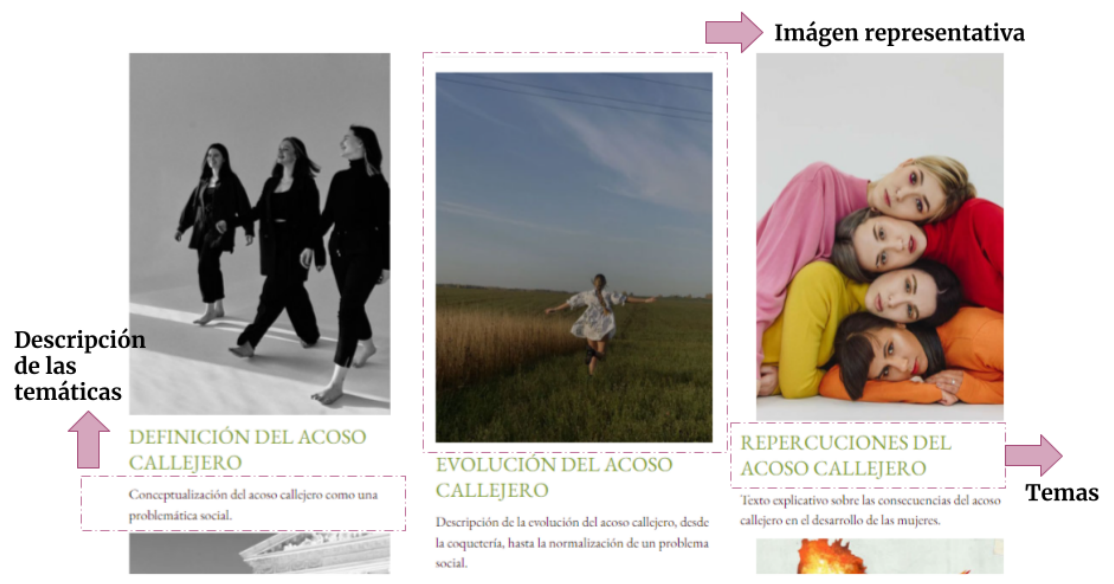 Imágen representativa
Descripción
de las
temáticas
DEFINICIÓN DEL ACOSO
CALLEJERO
Conceptualización del acoso callejero como una
problemática social.
EVOLUCIÓN DEL ACOSO
CALLEJERO
Descripción de la evolución del acoso callejero, desde
la coquetería, hasta la normalización de un problema
social.
REPERCUCIONES DEL
ACOSO CALLEJERO
Texto explicativo sobre las consecuencias del acoso
callejero en el desarrollo de las mujeres.
Temas